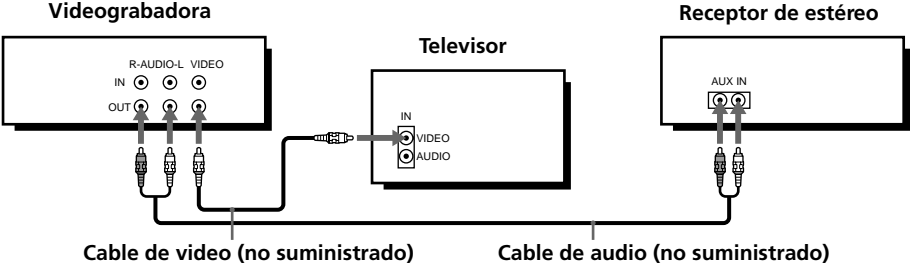 Videograbadora
Televisor
Receptor de estéreo
R-AUDIO-L VIDEO
IN
OUT
IN
VIDEO
AUDIO
AUX IN
Cable de video (no suministrado)
Cable de audio (no suministrado)